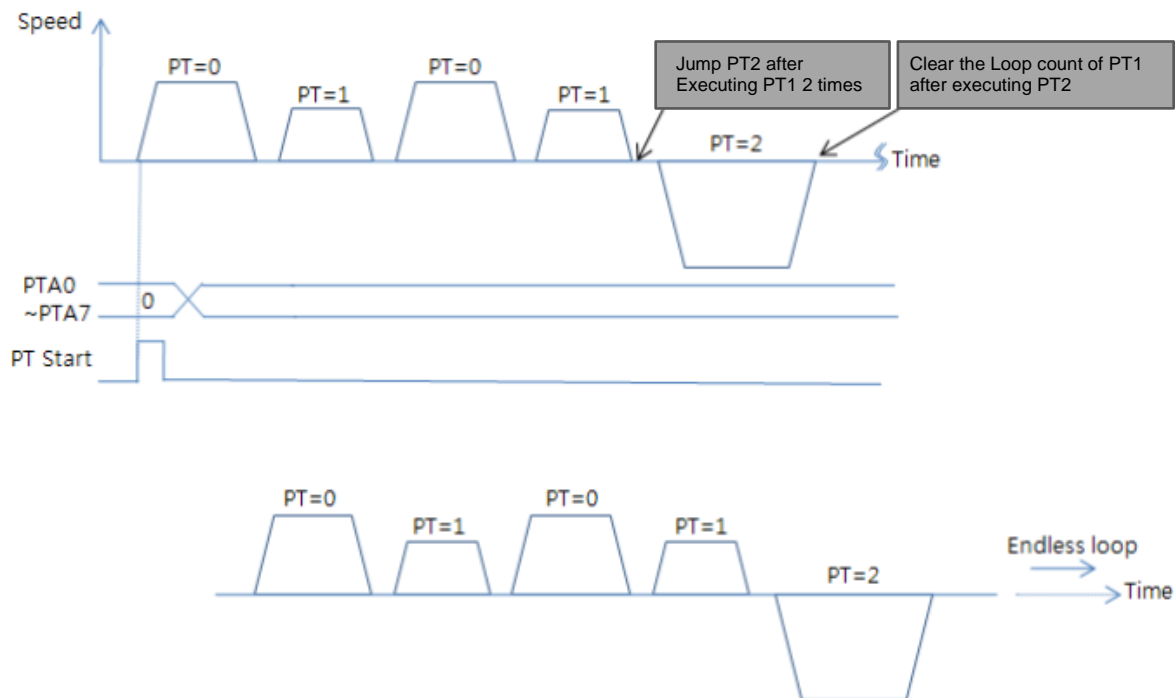 Speed
PT=0
PT=1
PT=0
PT=1
Jump PT2 after
Executing PT1 2 times
Clear the Loop count of PT1
after executing PT2
PT=2
Time
PTA0
~PTA7
0
PT Start
PT=0
PT=1
PT=0
PT=1
PT=2
Endless loop
Time